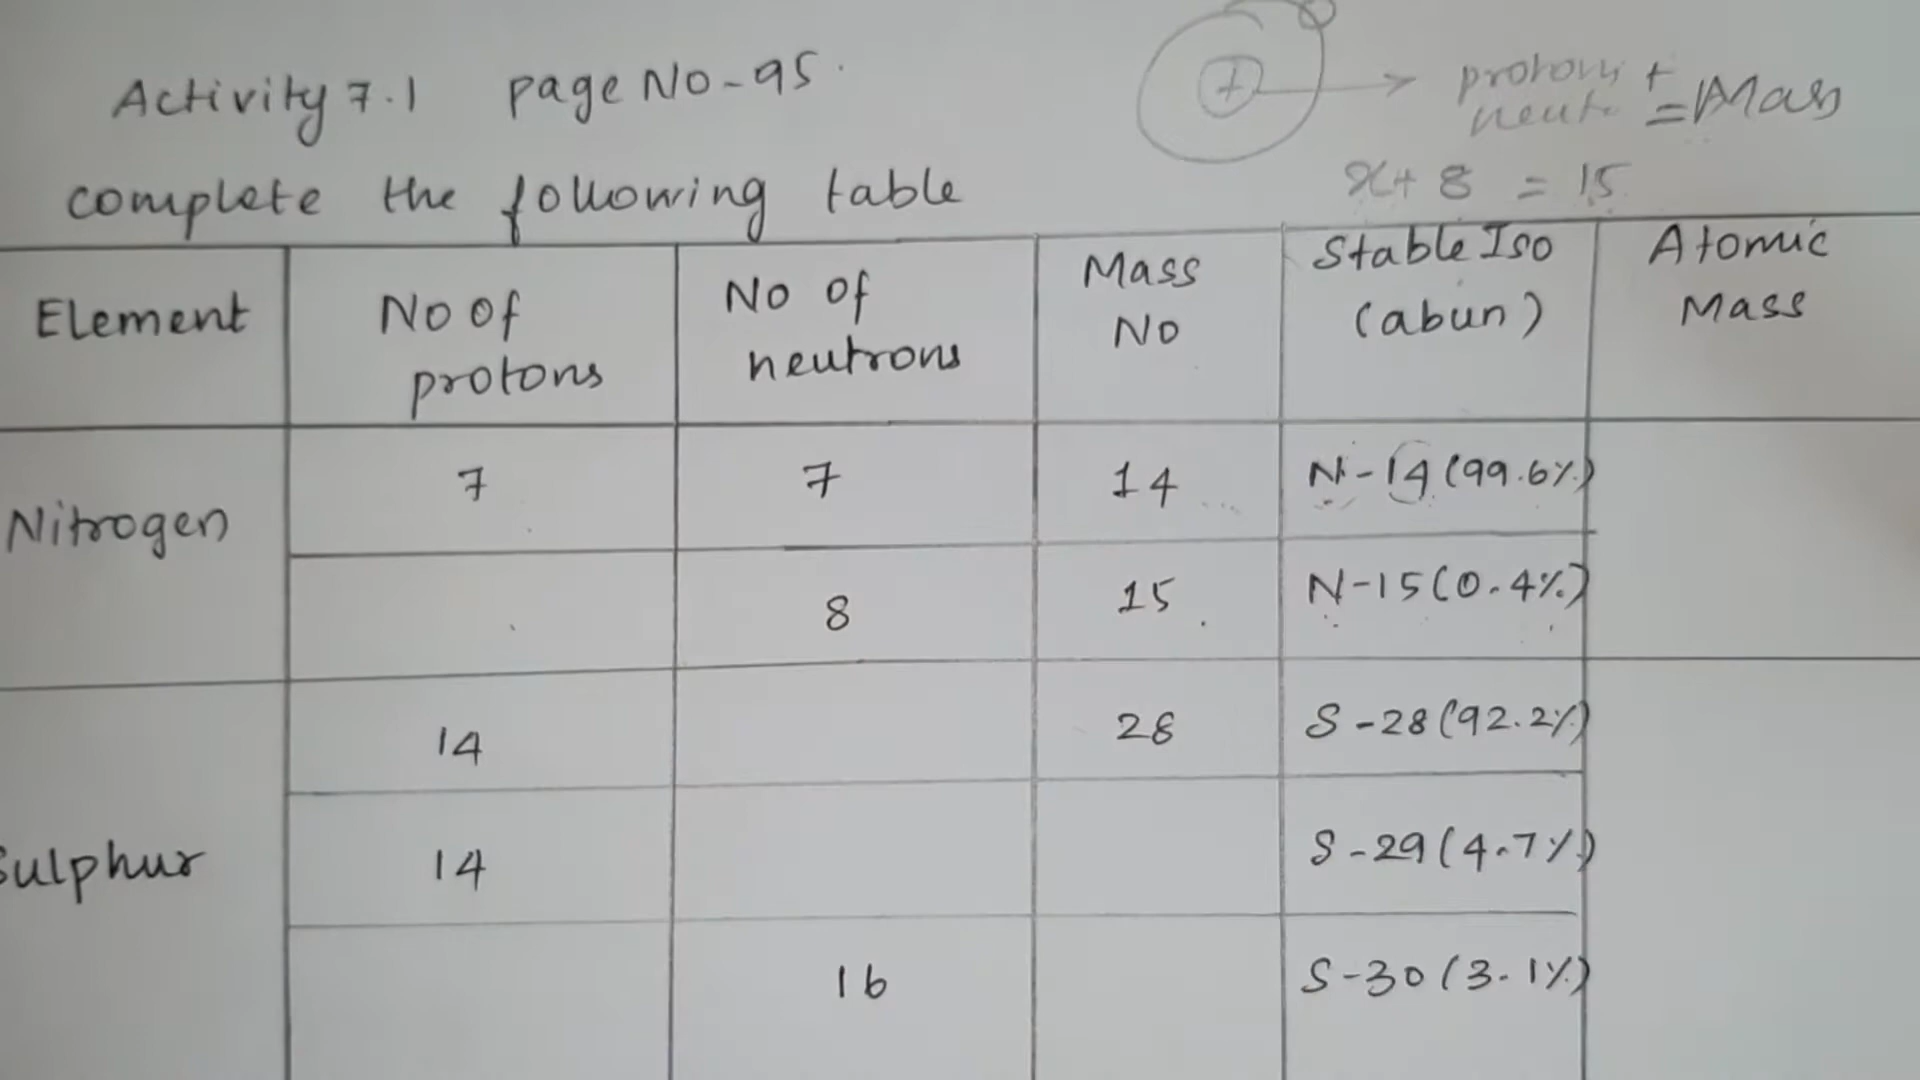 Activity 7.1 page No-95.
protons +
neut. = Mass
complete the following table
x + 8 = 15
Element No of protons No of neutrons Mass No Stable Iso (abun) Atomic Mass
Nitrogen
7 7 14 N-14 (99.6%)
8 15 N-15 (0.4%)
Sulphur
14 28 S-28 (92.2%)
14 S-29 (4.7%)
16 S-30 (3.1%)